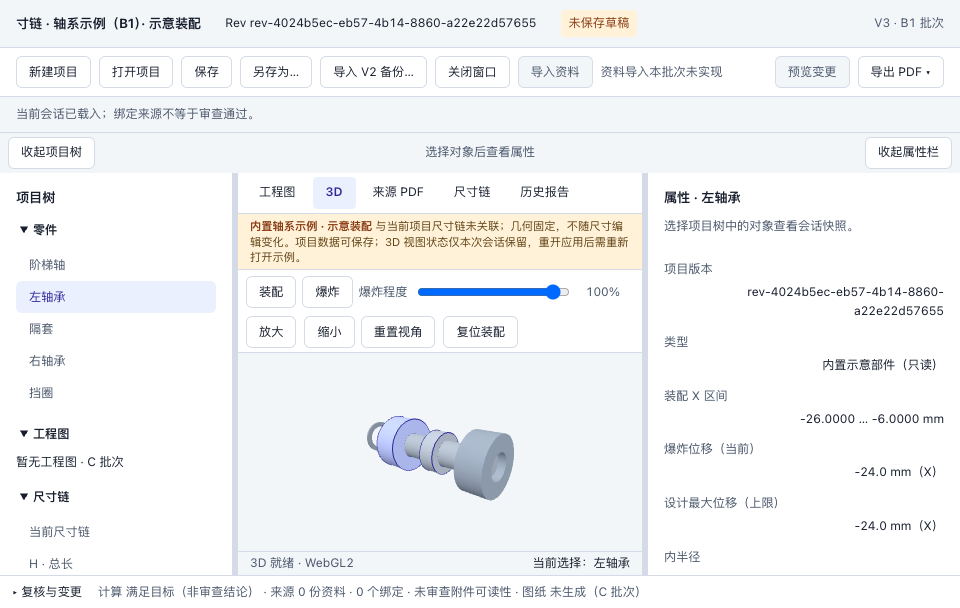 寸链 · 轴系示例（B1）· 示意装配 Rev rev-4024b5ec-eb57-4b14-8860-a22e22d57655 未保存草稿 V3 · B1 批次
新建项目 打开项目 保存 另存为… 导入 V2 备份… 关闭窗口 导入资料 资料导入本批次未实现 预览变更 导出 PDF ▾
当前会话已载入；绑定来源不等于审查通过。
收起项目树 选择对象后查看属性 收起属性栏
项目树
▼ 零件
阶梯轴
左轴承
隔套
右轴承
挡圈
▼ 工程图
暂无工程图 · C 批次
▼ 尺寸链
当前尺寸链
H · 总长
工程图 3D 来源 PDF 尺寸链 历史报告
内置轴系示例 · 示意装配 与当前项目尺寸链未关联；几何固定，不随尺寸编
辑变化。项目数据可保存；3D 视图状态仅本次会话保留，重开应用后需重新
打开示例。
装配 爆炸 爆炸程度 100%
放大 缩小 重置视角 复位装配
3D 就绪 · WebGL2 当前选择：左轴承
属性 · 左轴承
选择项目树中的对象查看会话快照。
项目版本
rev-4024b5ec-eb57-4b14-8860-
a22e22d57655
类型
内置示意部件（只读）
装配 X 区间
-26.0000 … -6.0000 mm
爆炸位移（当前）
-24.0 mm（X）
设计最大位移（上限）
-24.0 mm（X）
内半径
▸ 复核与变更 计算 满足目标（非审查结论） · 来源 0 份资料 · 0 个绑定 · 未审查附件可读性 · 图纸 未生成（C 批次）